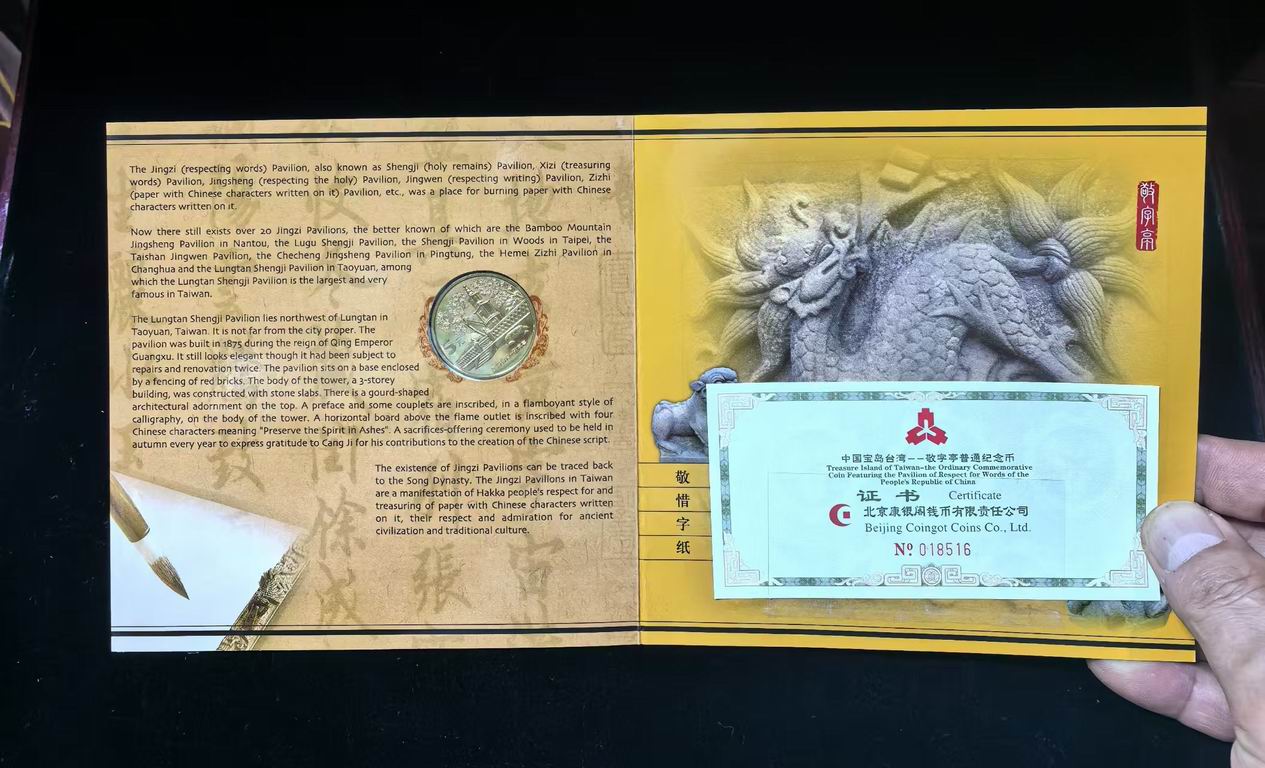 The Jingzi (respecting words) Pavilion, also known as Shengji (holy remains) Pavilion, Xizi (treasuring
words) Pavilion, Jingsheng (respecting the holy) Pavilion, Jingwen (respecting writing) Pavilion, Zizhi
(paper with Chinese characters written on it) Pavilion, etc., was a place for burning paper with Chinese
characters written on it.
Now there still exists over 20 Jingzi Pavilions, the better known of which are the Bamboo Mountain
Jingsheng Pavilion in Nantou, the Lugu Shengji Pavilion, the Shengji Pavilion in Woods in Taipei, the
Taishan Jingwen Pavilion, the Checheng Jingsheng Pavilion in Pingtung, the Hemei Zizhi Pavilion in
Changhua and the Lungtan Shengji Pavilion in Taoyuan, among
which the Lungtan Shengji Pavilion is the largest and very
famous in Taiwan.
The Lungtan Shengji Pavilion lies northwest of Lungtan in
Taoyuan, Taiwan. It is not far from the city proper. The
pavilion was built in 1875 during the reign of Qing Emperor
Guangxu. It still looks elegant though it had been subject to
repairs and renovation twice. The pavilion sits on a base enclosed
by a fencing of red bricks. The body of the tower, a 3-storey
building, was constructed with stone slabs. There is a gourd-shaped
architectural adornment on the top. A preface and some couplets are inscribed, in a flamboyant style of
calligraphy, on the body of the tower. A horizontal board above the flame outlet is inscribed with four
Chinese characters meaning "Preserve the Spirit in Ashes". A sacrifices-offering ceremony used to be held in
autumn every year to express gratitude to Cang Ji for his contributions to the creation of the Chinese script.
The existence of Jingzi Pavilions can be traced back
to the Song Dynasty. The Jingzi Pavilions in Taiwan
are a manifestation of Hakka people's respect for and
treasuring of paper with Chinese characters written
on it, their respect and admiration for ancient
civilization and traditional culture.
敬字亭
敬
惜
字
纸
中国宝岛台湾--敬字亭普通纪念币
Treasure Island of Taiwan-the Ordinary Commemorative
Coin Featuring the Pavilion of Respect for Words of the
People's Republic of China
证书 Certificate
北京康银阁钱币有限责任公司
Beijing Coingot Coins Co., Ltd.
№ 018516